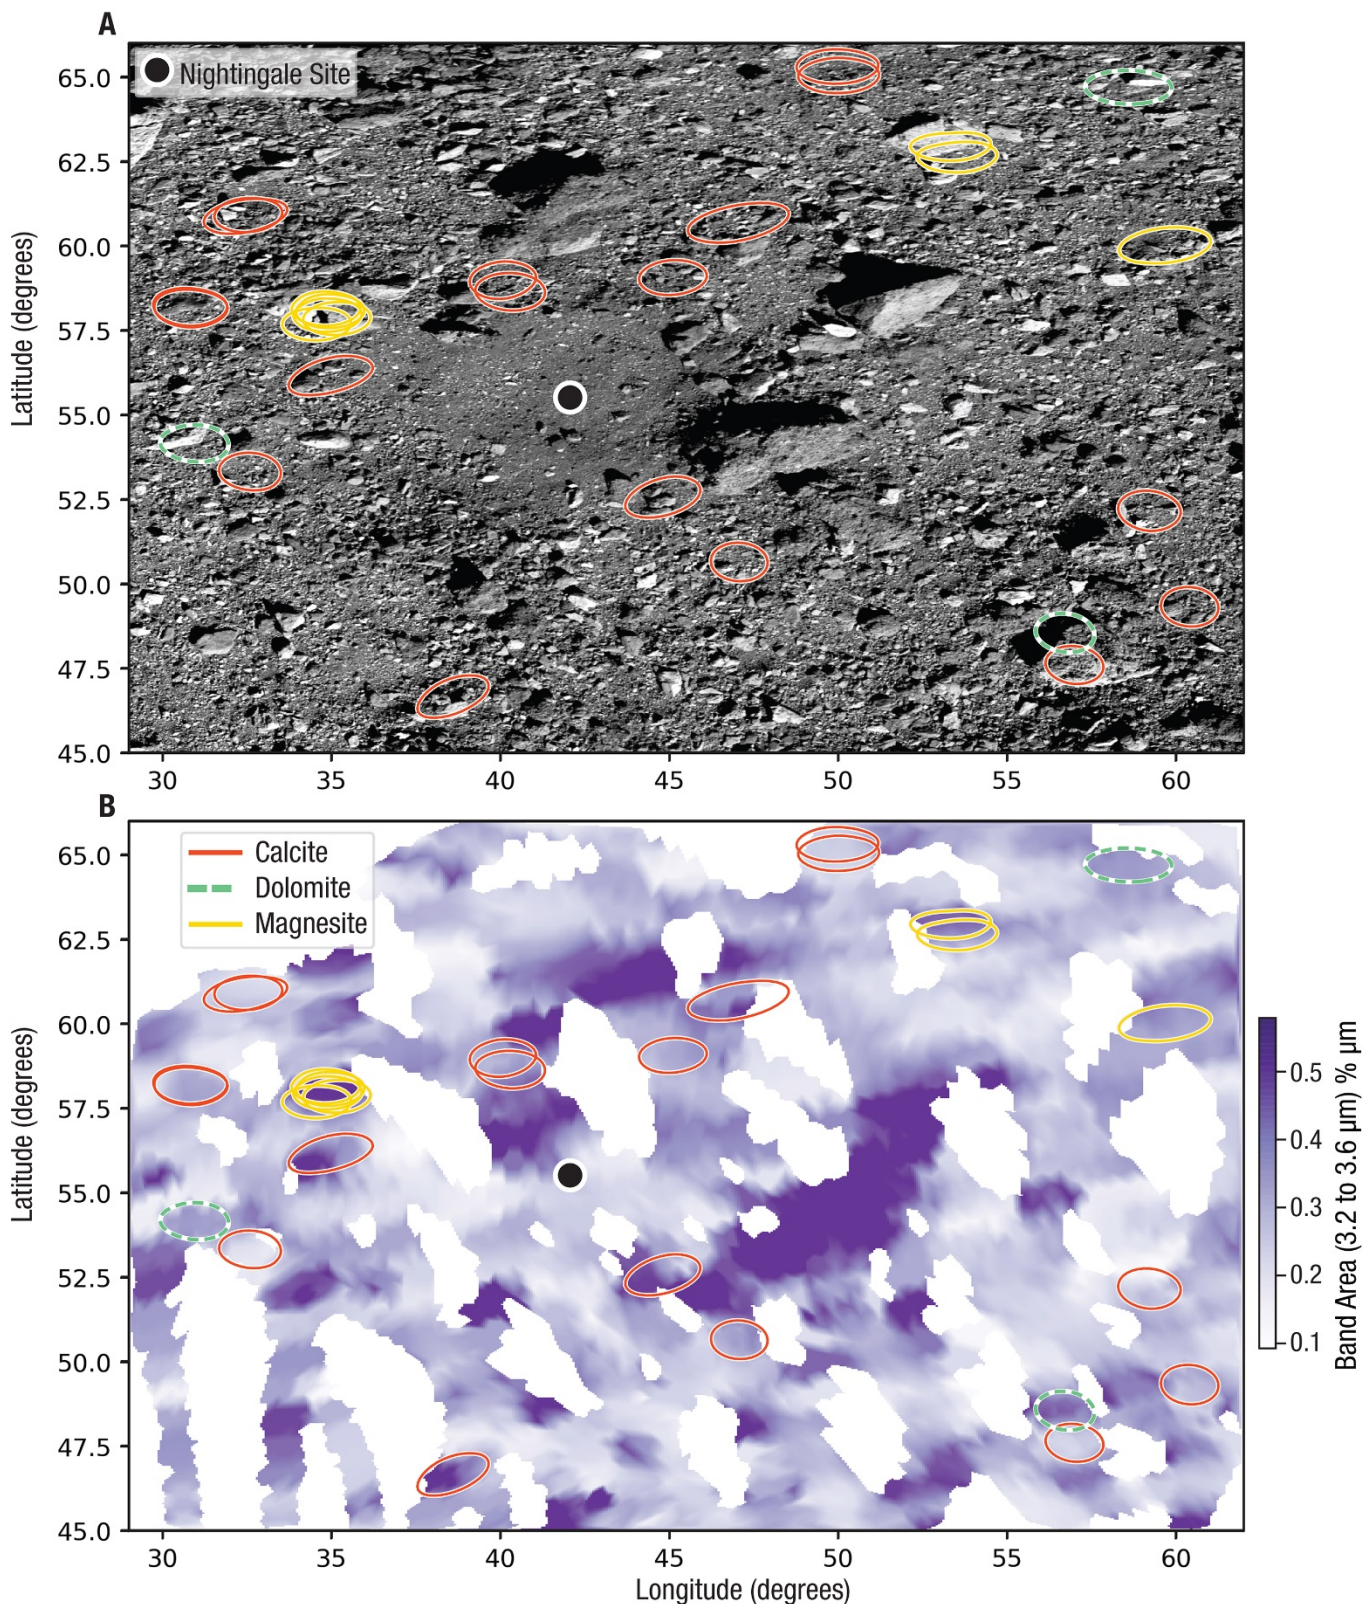 A
Nightingale Site
65.0
62.5
60.0
57.5
55.0
52.5
50.0
47.5
45.0
Latitude (degrees)
30 35 40 45 50 55 60
B
Calcite
Dolomite
Magnesite
65.0
62.5
60.0
57.5
55.0
52.5
50.0
47.5
45.0
Latitude (degrees)
30 35 40 45 50 55 60
Longitude (degrees)
0.5
0.4
0.3
0.2
0.1
Band Area (3.2 to 3.6 μm) % μm